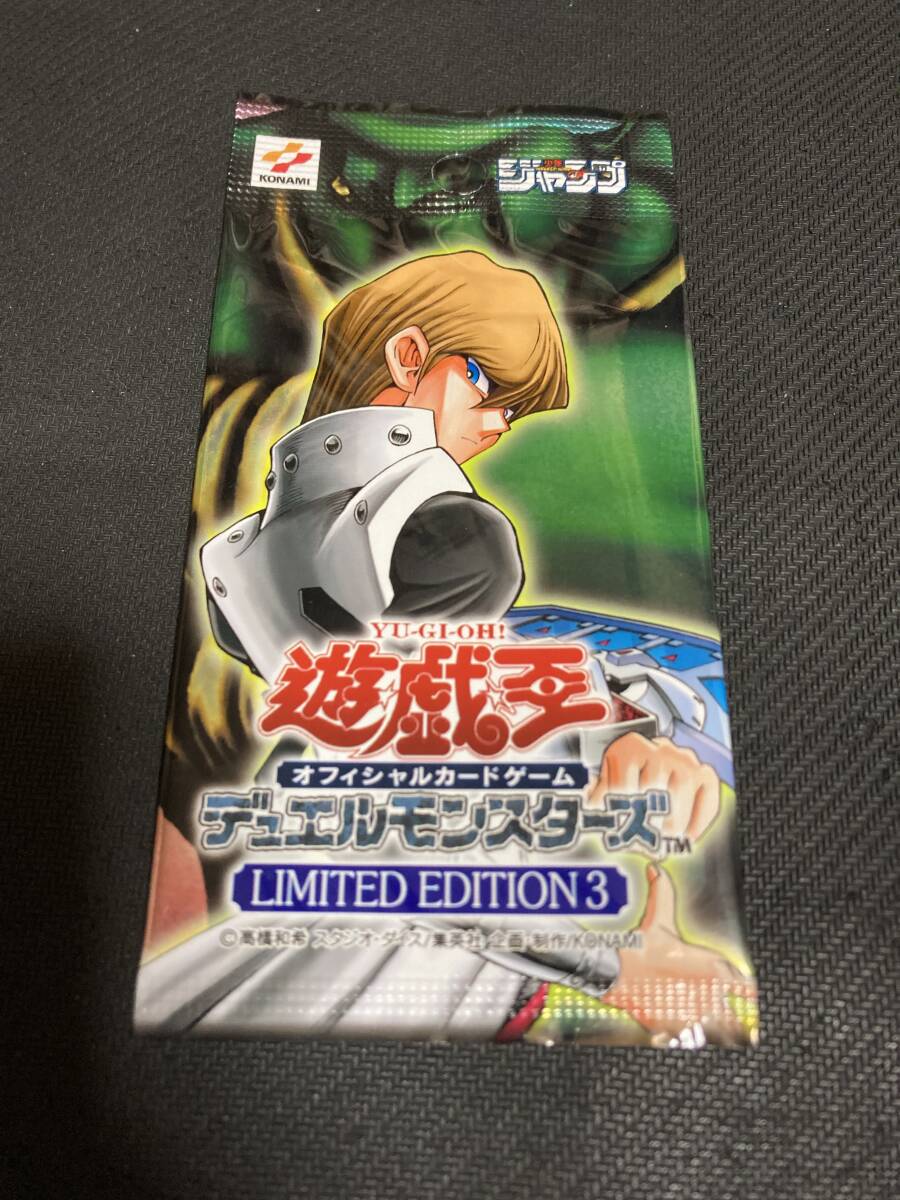 KONAMI
少年
ジャンプ
YU-GI-OH!
遊戯王
オフィシャルカードゲーム
デュエルモンスターズ™
LIMITED EDITION 3
©高橋和希 スタジオ・ダイス/集英社 企画・制作/KONAMI